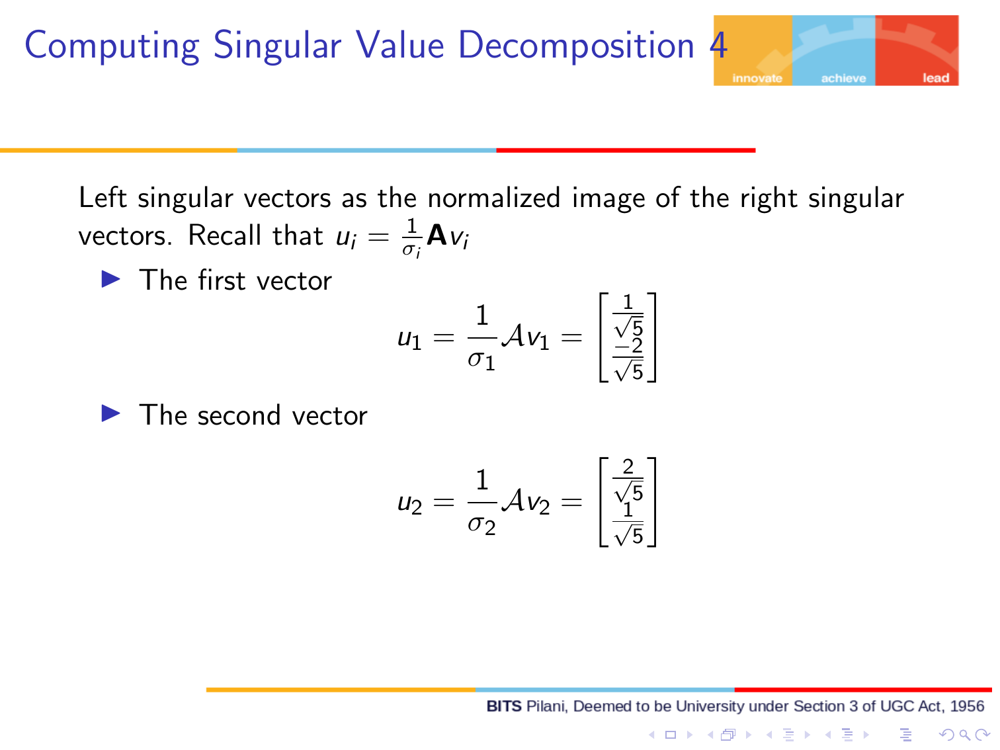 Computing Singular Value Decomposition 4
innovate achieve lead
Left singular vectors as the normalized image of the right singular
vectors. Recall that $u_i = \frac{1}{\sigma_i}\mathbf{A}v_i$
▶ The first vector
$u_1 = \frac{1}{\sigma_1}\mathcal{A}v_1 = \begin{bmatrix} \frac{1}{\sqrt{5}} \\ \frac{-2}{\sqrt{5}} \end{bmatrix}$
▶ The second vector
$u_2 = \frac{1}{\sigma_2}\mathcal{A}v_2 = \begin{bmatrix} \frac{2}{\sqrt{5}} \\ \frac{1}{\sqrt{5}} \end{bmatrix}$
BITS Pilani, Deemed to be University under Section 3 of UGC Act, 1956